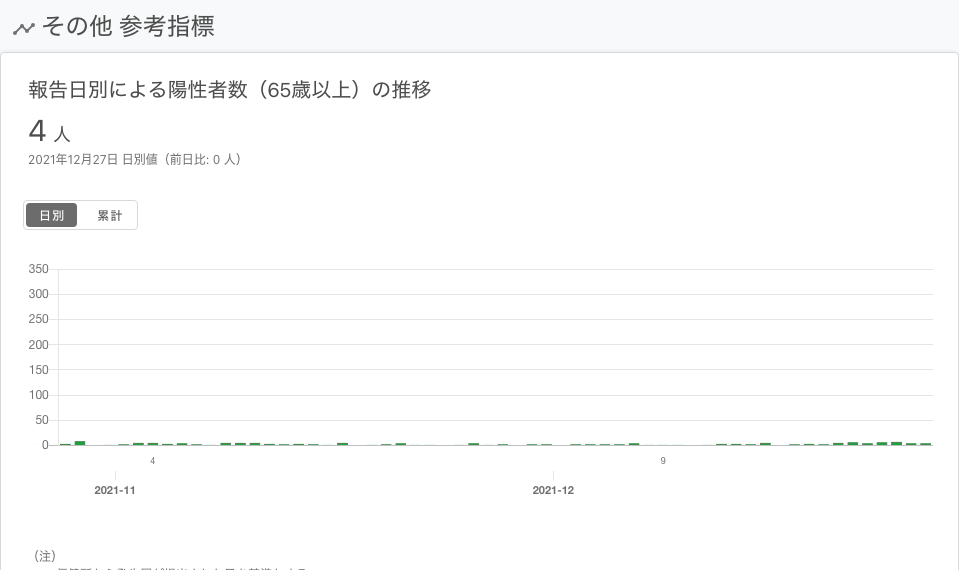 その他 参考指標
報告日別による陽性者数（65歳以上）の推移
4 人
2021年12月27日 日別値（前日比: 0 人）
日別 累計
350
300
250
200
150
100
50
0
4 9
2021-11 2021-12
（注）